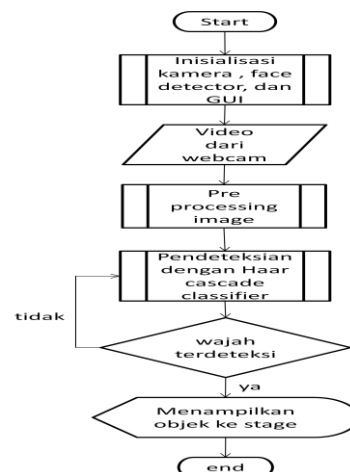 Start
Inisialisasi
kamera , face
detector, dan
GUI
Video
dari
webcam
Pre
processing
image
Pendeteksian
dengan Haar
cascade
classifier
tidak
wajah
terdeteksi
ya
Menampilkan
objek ke stage
end